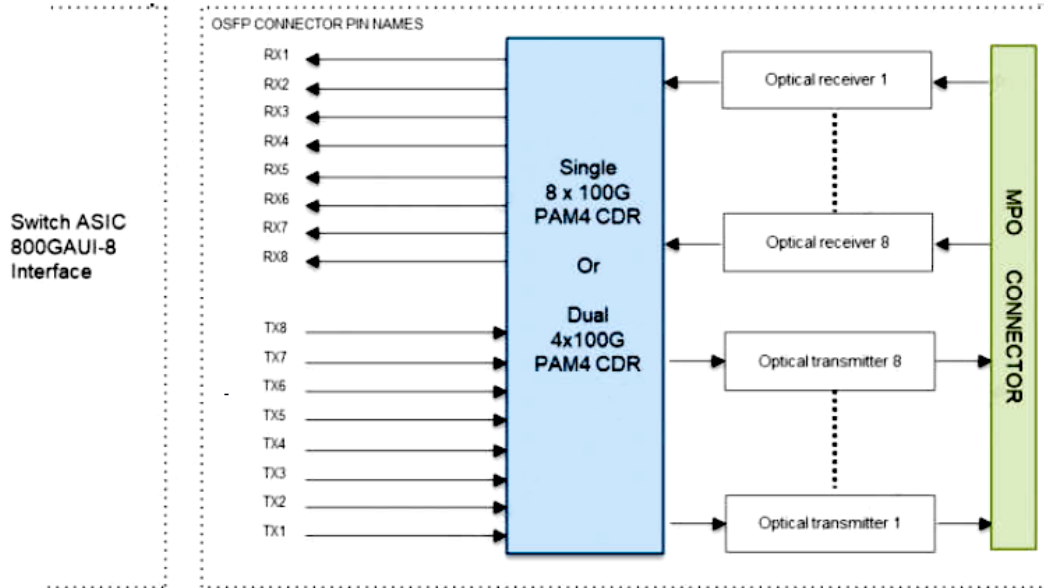 OSFP CONNECTOR PIN NAMES
RX1
RX2
RX3
RX4
RX5
RX6
RX7
RX8
TX8
TX7
TX6
TX5
TX4
TX3
TX2
TX1
Switch ASIC
800GAUI-8
Interface
Single
8 x 100G
PAM4 CDR
Or
Dual
4x100G
PAM4 CDR
Optical receiver 1
Optical receiver 8
Optical transmitter 8
Optical transmitter 1
MPO CONNECTOR